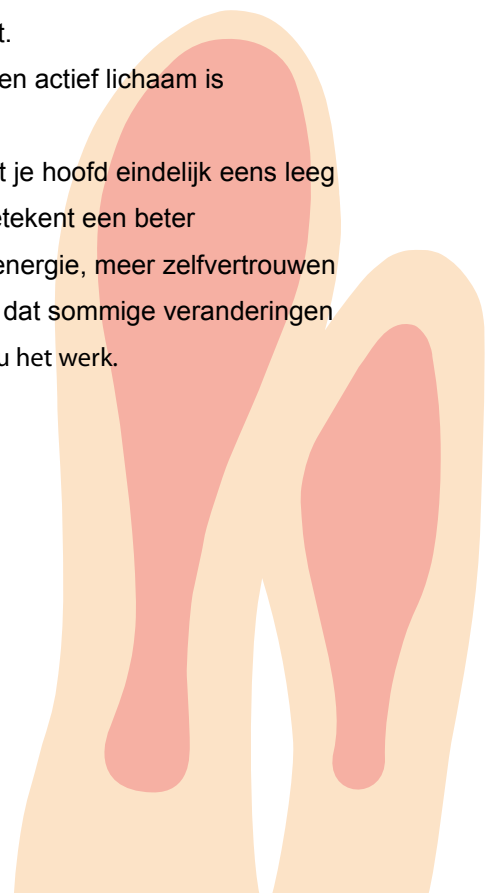 t.
en actief lichaam is
t je hoofd eindelijk eens leeg
etekent een beter
energie, meer zelfvertrouwen
dat sommige veranderingen
u het werk.